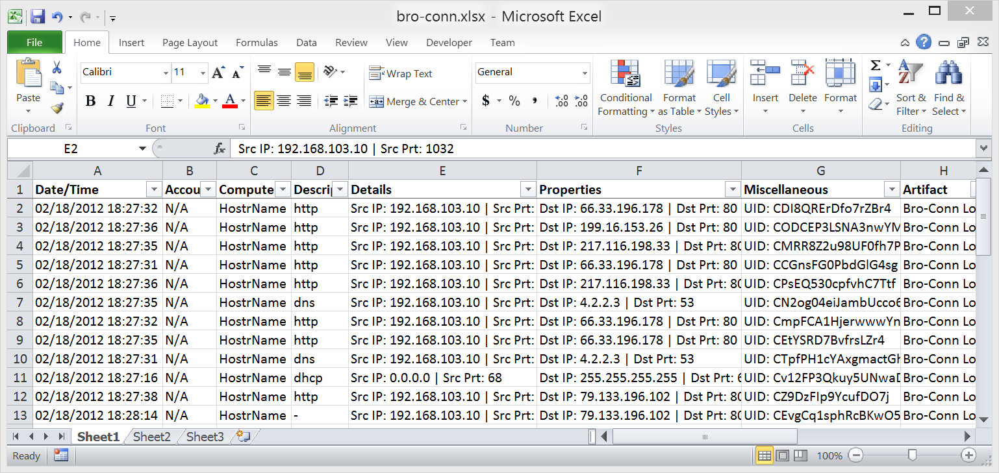 bro-conn.xlsx - Microsoft Excel
File Home Insert Page Layout Formulas Data Review View Developer Team
Calibri 11 Wrap Text General
Paste B I U Merge & Center $ % , Conditional Formatting Format as Table Cell Styles Insert Delete Format Sort & Filter Find & Select
Clipboard Font Alignment Number Styles Cells Editing
E2 fx Src IP: 192.168.103.10 | Src Prt: 1032
A B C D E F G H
1 Date/Time Accou Compute Descrip Details Properties Miscellaneous Artifact
2 02/18/2012 18:27:32 N/A HostrName http Src IP: 192.168.103.10 | Src Prt: Dst IP: 66.33.196.178 | Dst Prt: 80 UID: CDI8QRErDfo7rZBr4 Bro-Conn Lo
3 02/18/2012 18:27:36 N/A HostrName http Src IP: 192.168.103.10 | Src Prt: Dst IP: 199.16.153.26 | Dst Prt: 80 UID: CODCEP3LSNA3nwYM Bro-Conn Lo
4 02/18/2012 18:27:35 N/A HostrName http Src IP: 192.168.103.10 | Src Prt: Dst IP: 217.116.198.33 | Dst Prt: 80 UID: CMRR8Z2u98UF0fh7P Bro-Conn Lo
5 02/18/2012 18:27:31 N/A HostrName http Src IP: 192.168.103.10 | Src Prt: Dst IP: 66.33.196.178 | Dst Prt: 80 UID: CCGnsFG0PbdGlG4sg Bro-Conn Lo
6 02/18/2012 18:27:36 N/A HostrName http Src IP: 192.168.103.10 | Src Prt: Dst IP: 217.116.198.33 | Dst Prt: 80 UID: CPsEQ530cpfvhC7Ttf Bro-Conn Lo
7 02/18/2012 18:27:35 N/A HostrName dns Src IP: 192.168.103.10 | Src Prt: Dst IP: 4.2.2.3 | Dst Prt: 53 UID: CN2og04eiJambUcco6 Bro-Conn Lo
8 02/18/2012 18:27:32 N/A HostrName http Src IP: 192.168.103.10 | Src Prt: Dst IP: 66.33.196.178 | Dst Prt: 80 UID: CmpFCA1HjerwwwYn Bro-Conn Lo
9 02/18/2012 18:27:35 N/A HostrName http Src IP: 192.168.103.10 | Src Prt: Dst IP: 66.33.196.178 | Dst Prt: 80 UID: CEtYSRD7BvfrsLZr4 Bro-Conn Lo
10 02/18/2012 18:27:31 N/A HostrName dns Src IP: 192.168.103.10 | Src Prt: Dst IP: 4.2.2.3 | Dst Prt: 53 UID: CTpfPH1cYAxgmactGh Bro-Conn Lo
11 02/18/2012 18:27:16 N/A HostrName dhcp Src IP: 0.0.0.0 | Src Prt: 68 Dst IP: 255.255.255.255 | Dst Prt: 6 UID: Cv12FP3Qkuy5UNwaD Bro-Conn Lo
12 02/18/2012 18:27:38 N/A HostrName http Src IP: 192.168.103.10 | Src Prt: Dst IP: 79.133.196.102 | Dst Prt: 80 UID: CZ9DzFIp9YcufDO7j Bro-Conn Lo
13 02/18/2012 18:28:14 N/A HostrName - Src IP: 192.168.103.10 | Src Prt: Dst IP: 79.133.196.102 | Dst Prt: 80 UID: CEvgCq1sphRcBKwO5 Bro-Conn Lo
Sheet1 Sheet2 Sheet3
Ready 100%